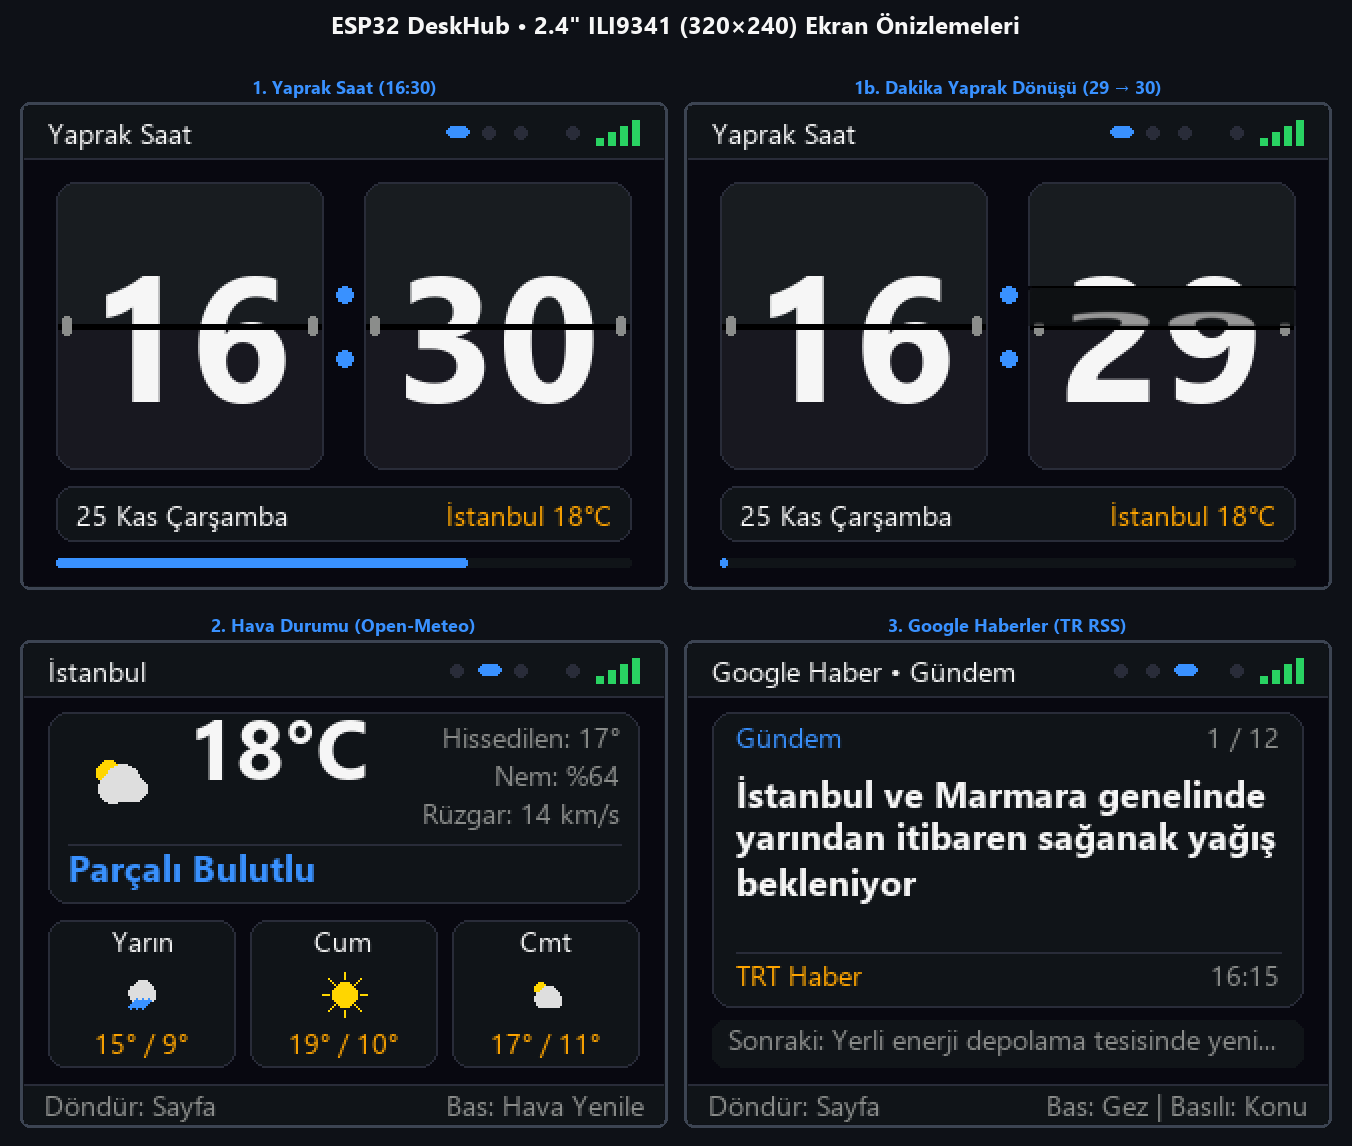 ESP32 DeskHub • 2.4" ILI9341 (320×240) Ekran Önizlemeleri
1. Yaprak Saat (16:30)
Yaprak Saat
16 30
25 Kas Çarşamba İstanbul 18°C
1b. Dakika Yaprak Dönüşü (29 → 30)
Yaprak Saat
16 29
25 Kas Çarşamba İstanbul 18°C
2. Hava Durumu (Open-Meteo)
İstanbul
18°C
Hissedilen: 17°
Nem: %64
Rüzgar: 14 km/s
Parçalı Bulutlu
Yarın Cum Cmt
15° / 9° 19° / 10° 17° / 11°
Döndür: Sayfa Bas: Hava Yenile
3. Google Haberler (TR RSS)
Google Haber • Gündem
Gündem 1 / 12
İstanbul ve Marmara genelinde
yarından itibaren sağanak yağış
bekleniyor
TRT Haber 16:15
Sonraki: Yerli enerji depolama tesisinde yeni...
Döndür: Sayfa Bas: Gez | Basılı: Konu